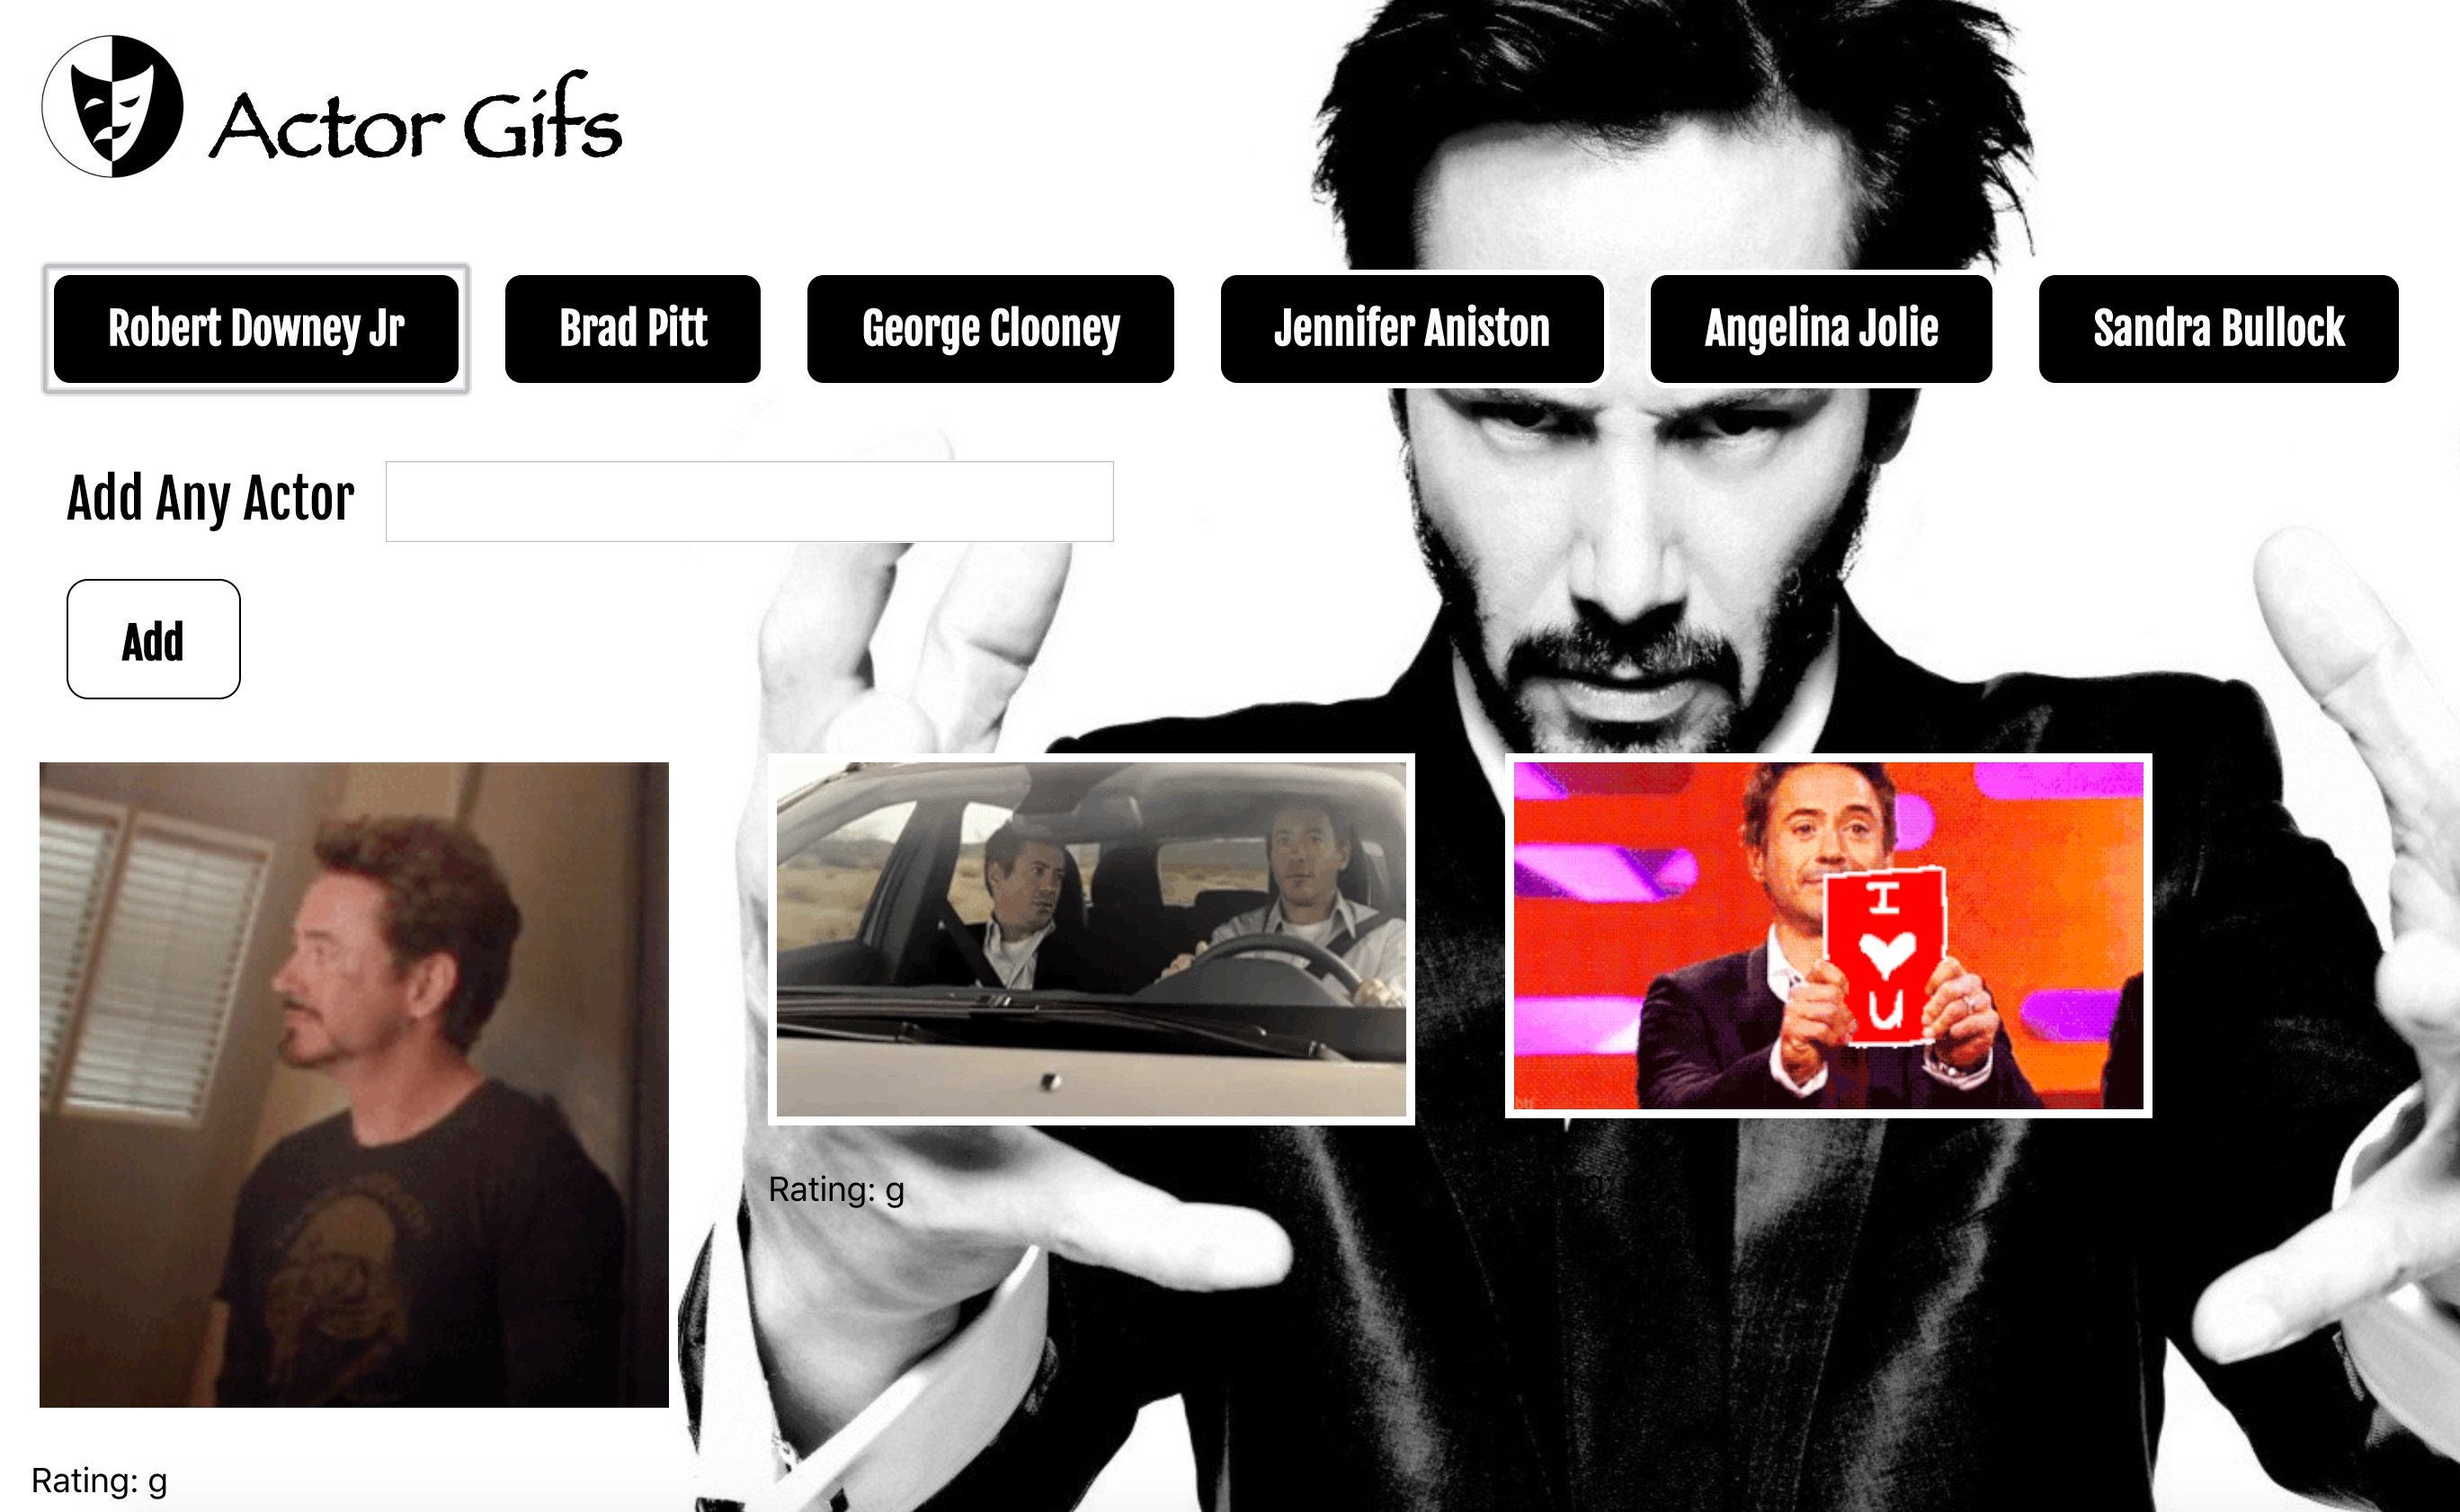 Actor Gifs
Robert Downey Jr
Brad Pitt
George Clooney
Jennifer Aniston
Angelina Jolie
Sandra Bullock
Add Any Actor
Add
I
♥
U
Rating: g
Rating: g